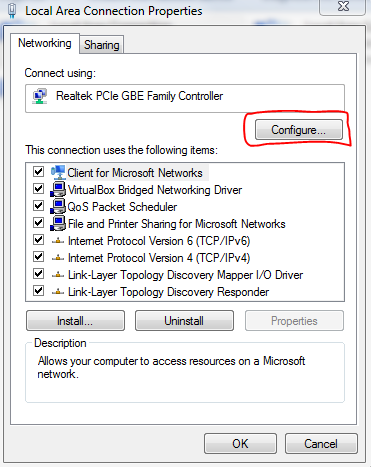 Local Area Connection Properties
Networking
Sharing
Connect using:
Realtek PCIe GBE Family Controller
Configure...
This connection uses the following items:
Client for Microsoft Networks
VirtualBox Bridged Networking Driver
QoS Packet Scheduler
File and Printer Sharing for Microsoft Networks
Internet Protocol Version 6 (TCP/IPv6)
Internet Protocol Version 4 (TCP/IPv4)
Link-Layer Topology Discovery Mapper I/O Driver
Link-Layer Topology Discovery Responder
Install...
Uninstall
Properties
Description
Allows your computer to access resources on a Microsoft
network.
OK
Cancel